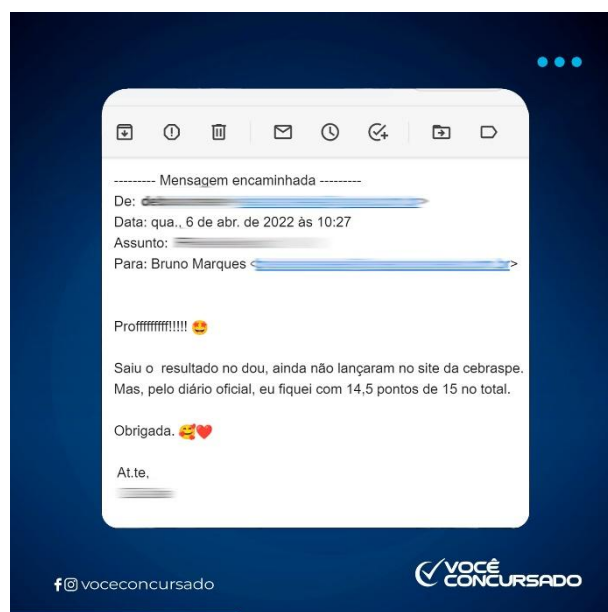 --------- Mensagem encaminhada ---------
De:
Data: qua., 6 de abr. de 2022 às 10:27
Assunto:
Para: Bruno Marques < >
Profffffffff!!!!! 🤩
Saiu o resultado no dou, ainda não lançaram no site da cebraspe.
Mas, pelo diário oficial, eu fiquei com 14,5 pontos de 15 no total.
Obrigada. 🥰❤️
At.te,
voceconcursado
VOCÊ
CONCURSADO